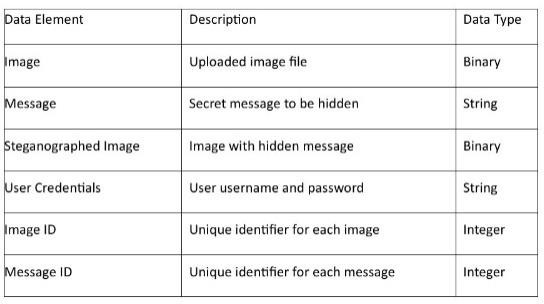 Data Element Description Data Type
Image Uploaded image file Binary
Message Secret message to be hidden String
Steganographed Image Image with hidden message Binary
User Credentials User username and password String
Image ID Unique identifier for each image Integer
Message ID Unique identifier for each message Integer